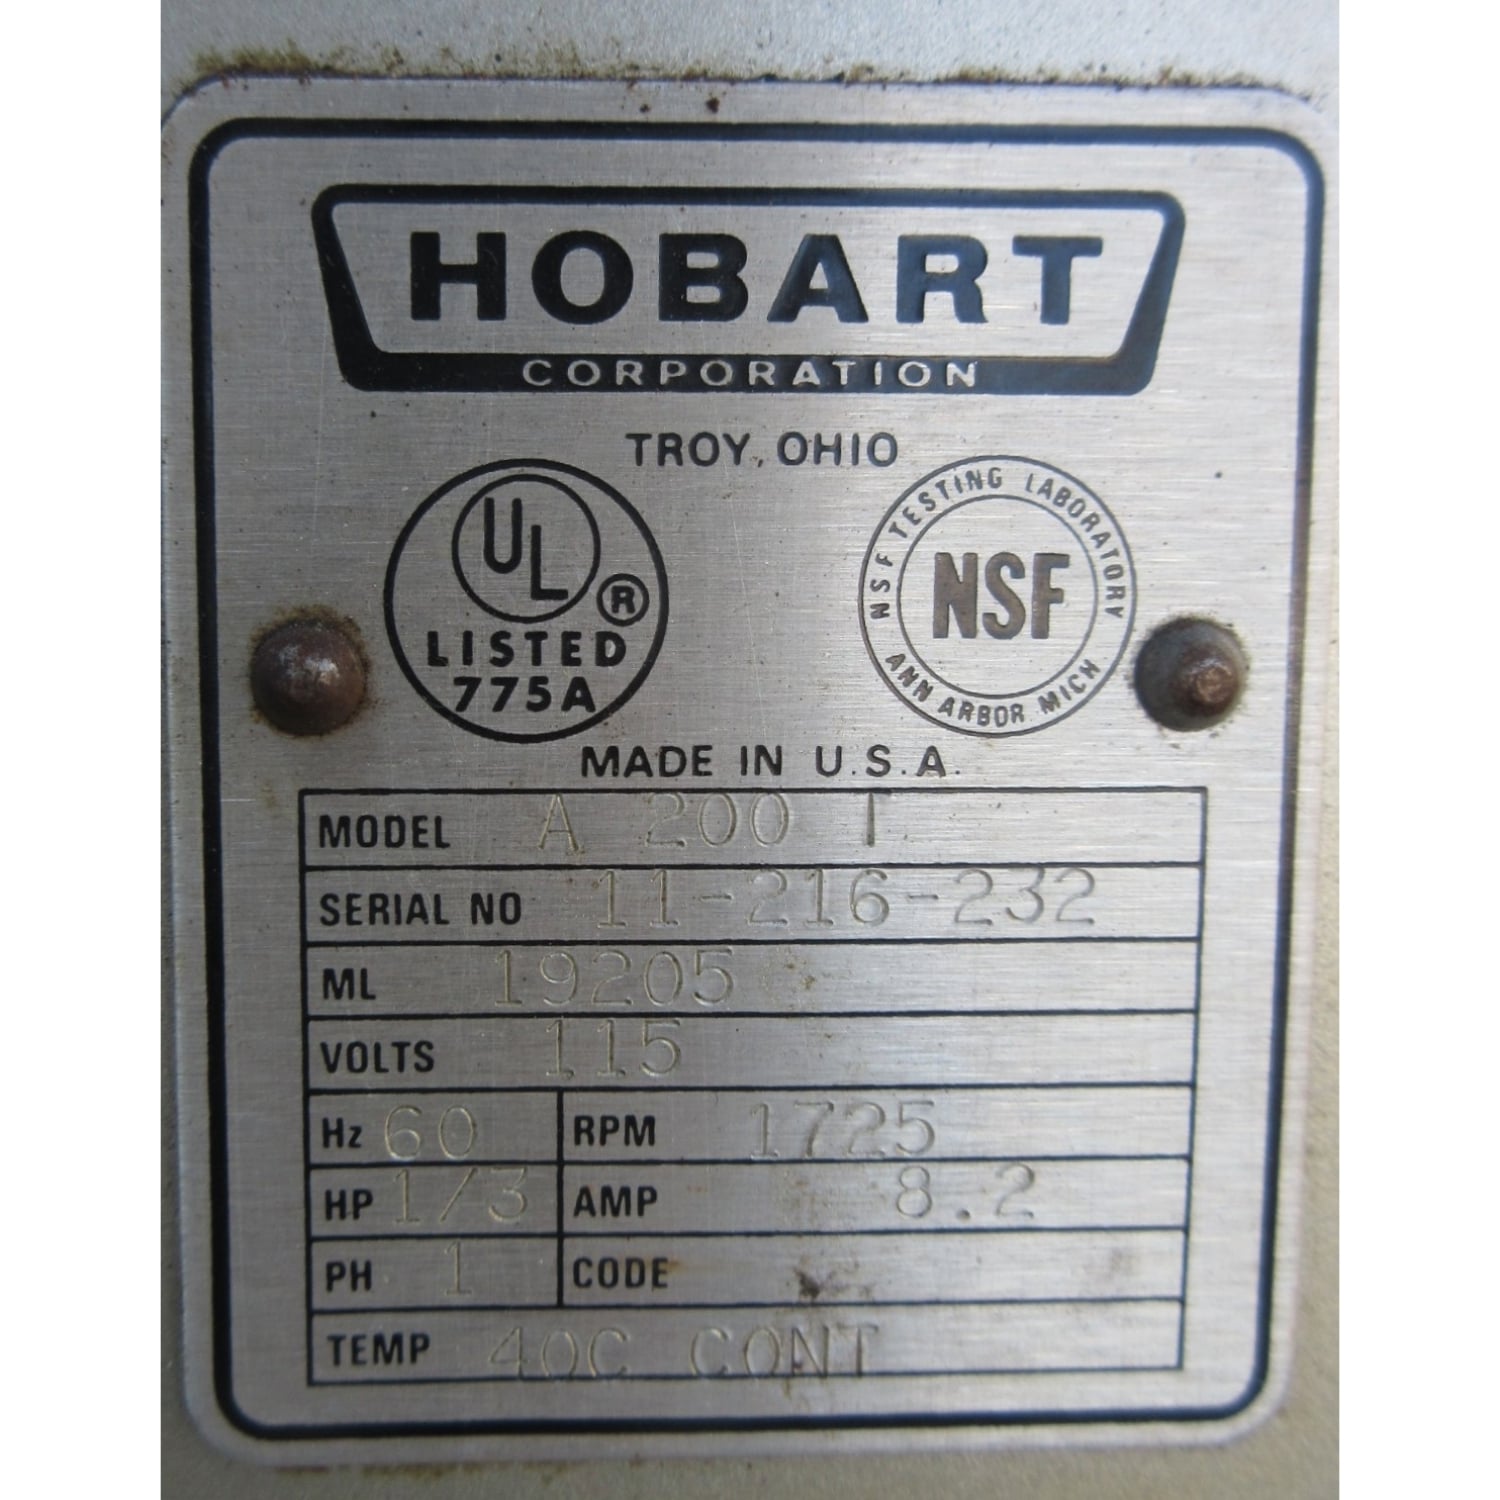 HOBART
CORPORATION
TROY, OHIO
UL ®
LISTED
775A
NSF TESTING LABORATORY
NSF
ANN ARBOR MICH
MADE IN U.S.A.
MODEL A 200 T
SERIAL NO 11-216-232
ML 19205
VOLTS 115
Hz 60 RPM 1725
HP 1/3 AMP 8.2
PH 1 CODE
TEMP 40C CONT